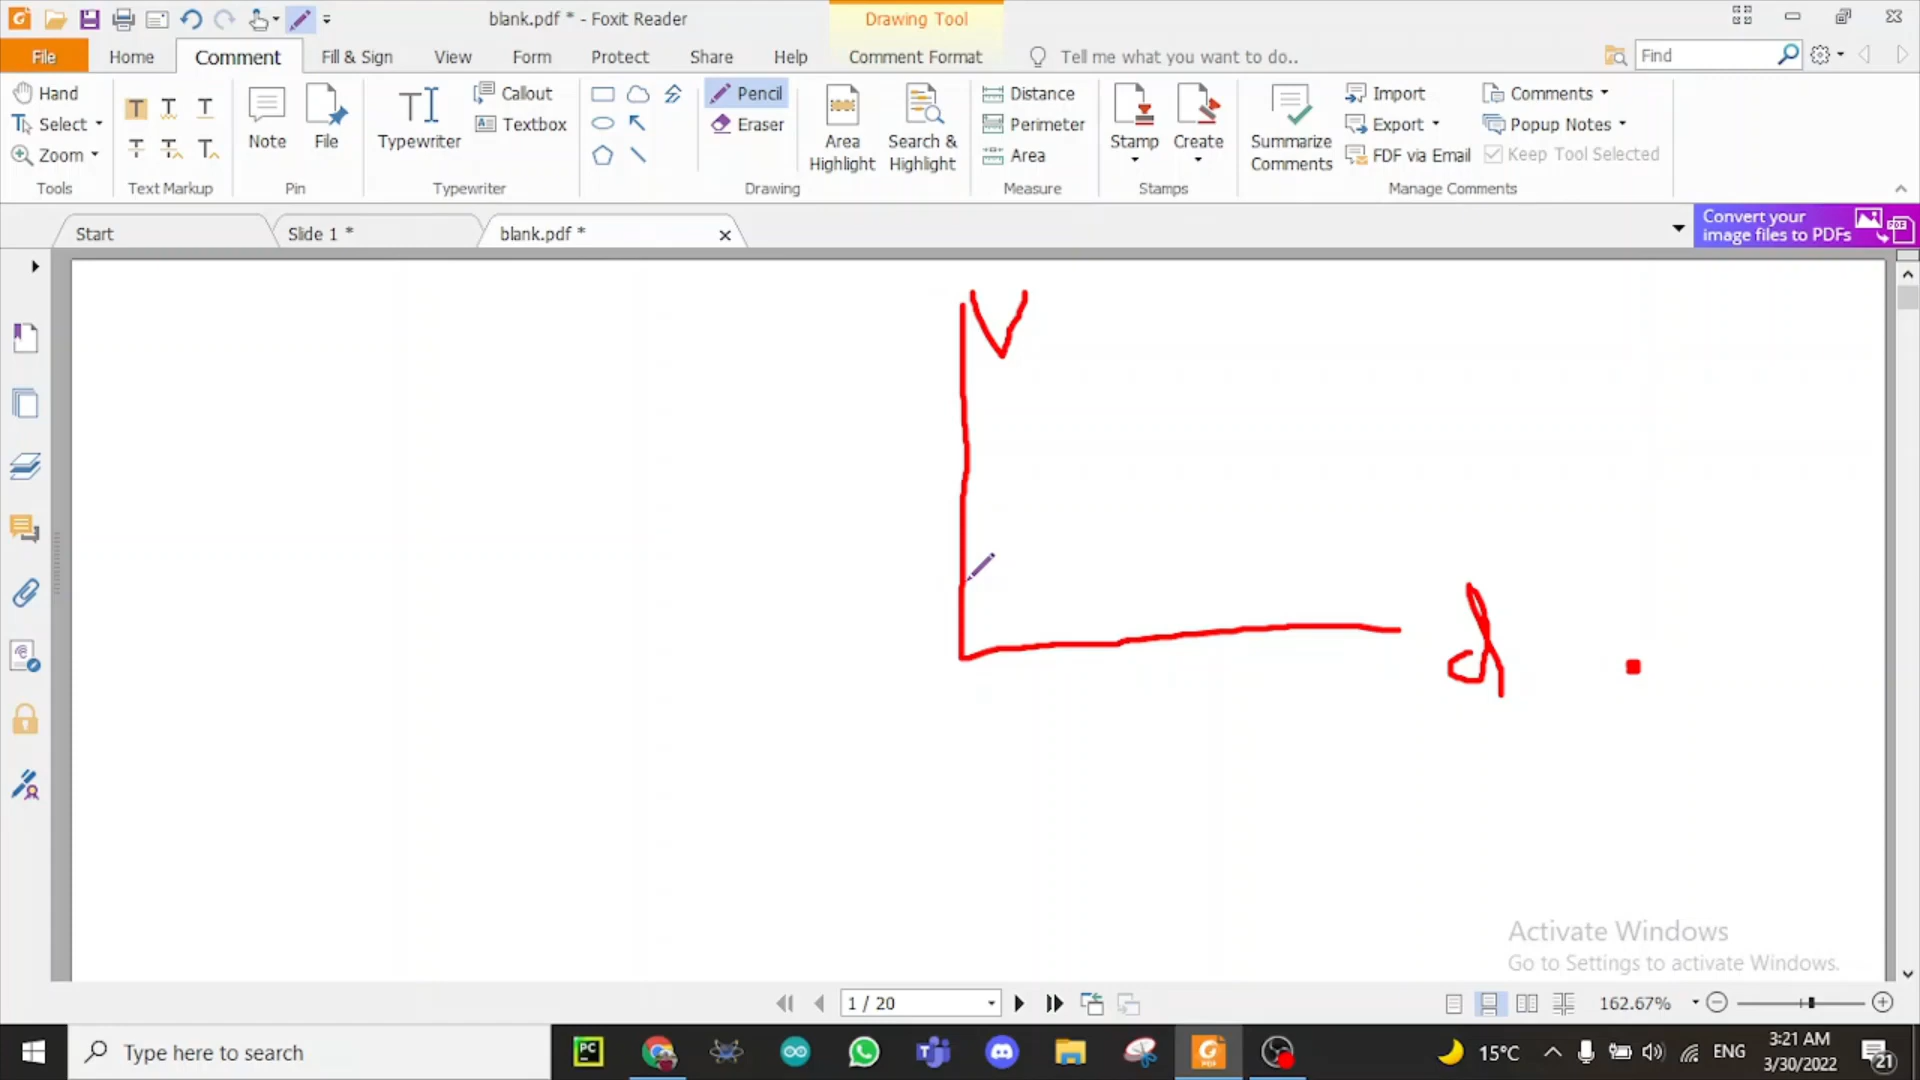 blank.pdf * - Foxit Reader
Drawing Tool
File
Home
Comment
Fill & Sign
View
Form
Protect
Share
Help
Comment Format
Tell me what you want to do..
Find
Hand
Select
Zoom
Tools
Text Markup
Note
File
Pin
Typewriter
Callout
Textbox
Typewriter
Pencil
Eraser
Area Highlight
Search & Highlight
Drawing
Distance
Perimeter
Area
Measure
Stamp
Create
Stamps
Summarize Comments
Import
Export
FDF via Email
Comments
Popup Notes
Keep Tool Selected
Manage Comments
Start
Slide 1 *
blank.pdf *
Convert your
image files to PDFs
PDF
V
d
Activate Windows
Go to Settings to activate Windows.
1 / 20
162.67%
Type here to search
PC
15°C
ENG
3:21 AM
3/30/2022
21